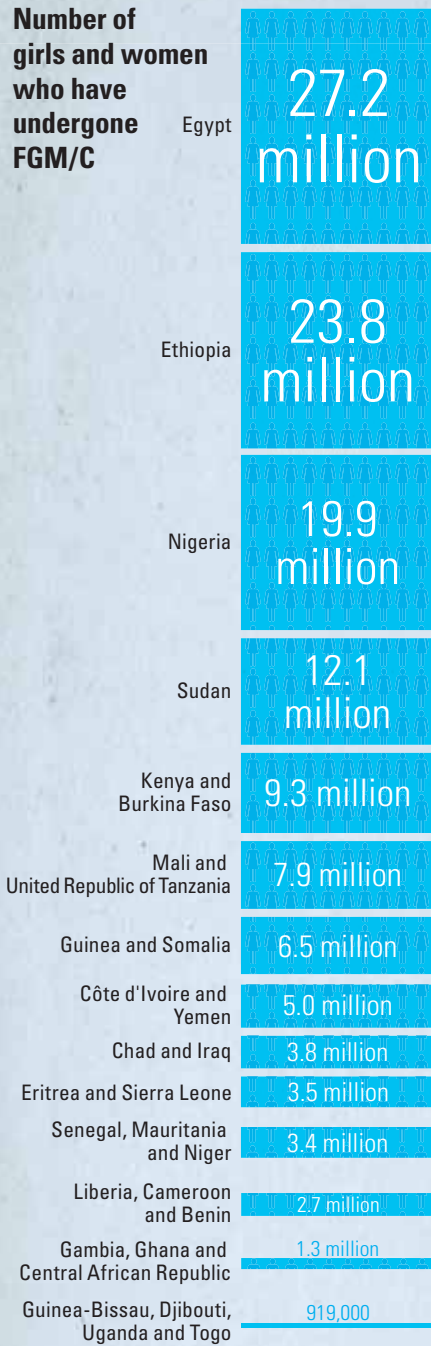 Number of
girls and women
who have
undergone
FGM/C
Egypt
27.2
million
Ethiopia
23.8
million
Nigeria
19.9
million
Sudan
12.1
million
Kenya and
Burkina Faso
9.3 million
Mali and
United Republic of Tanzania
7.9 million
Guinea and Somalia
6.5 million
Côte d'Ivoire and
Yemen
5.0 million
Chad and Iraq
3.8 million
Eritrea and Sierra Leone
3.5 million
Senegal, Mauritania
and Niger
3.4 million
Liberia, Cameroon
and Benin
2.7 million
Gambia, Ghana and
Central African Republic
1.3 million
Guinea-Bissau, Djibouti,
Uganda and Togo
919,000